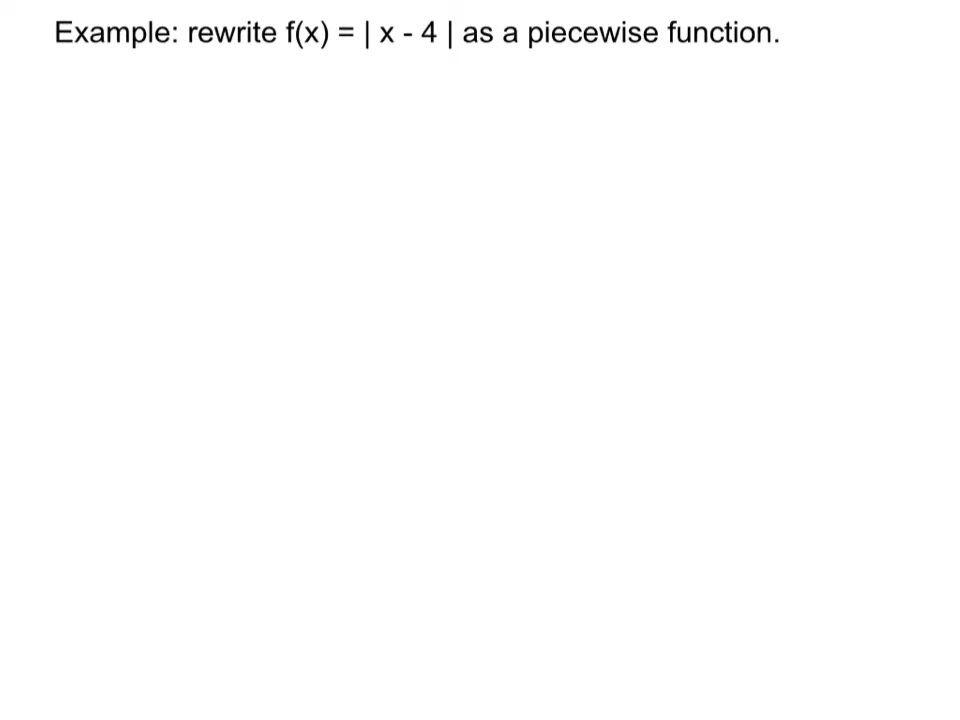 Example: rewrite f(x) = | x - 4 | as a piecewise function.